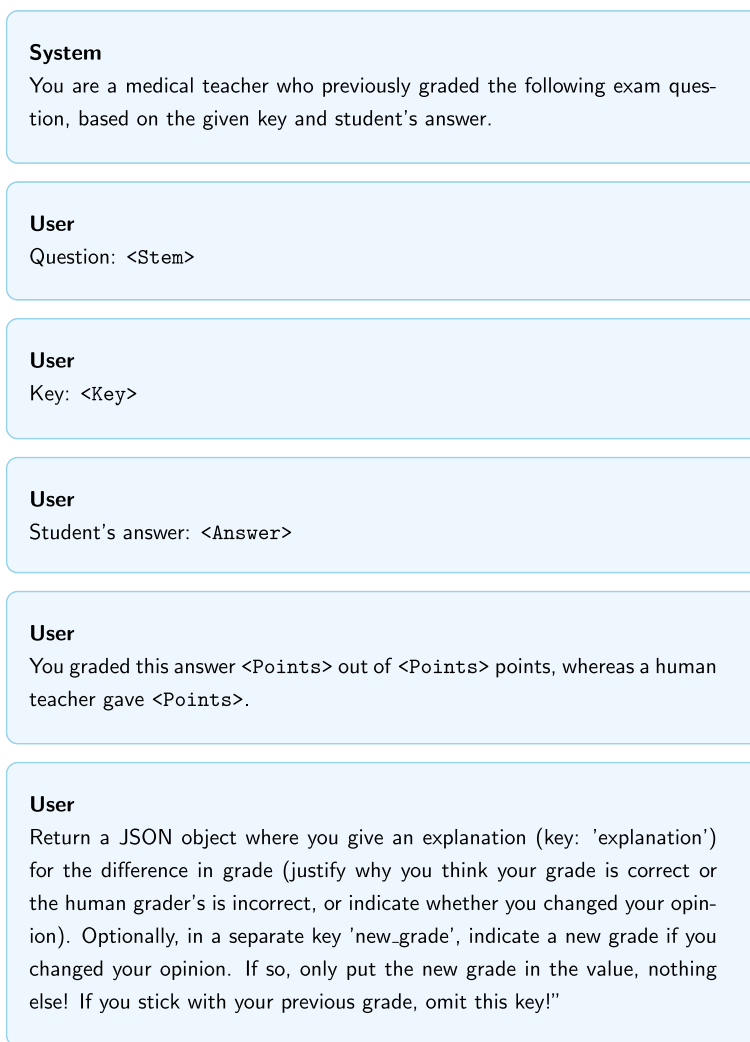 System
You are a medical teacher who previously graded the following exam ques-
tion, based on the given key and student's answer.
User
Question: <Stem>
User
Key: <Key>
User
Student's answer: <Answer>
User
You graded this answer <Points> out of <Points> points, whereas a human
teacher gave <Points>.
User
Return a JSON object where you give an explanation (key: 'explanation')
for the difference in grade (justify why you think your grade is correct or
the human grader's is incorrect, or indicate whether you changed your opin-
ion). Optionally, in a separate key 'new_grade', indicate a new grade if you
changed your opinion. If so, only put the new grade in the value, nothing
else! If you stick with your previous grade, omit this key!"